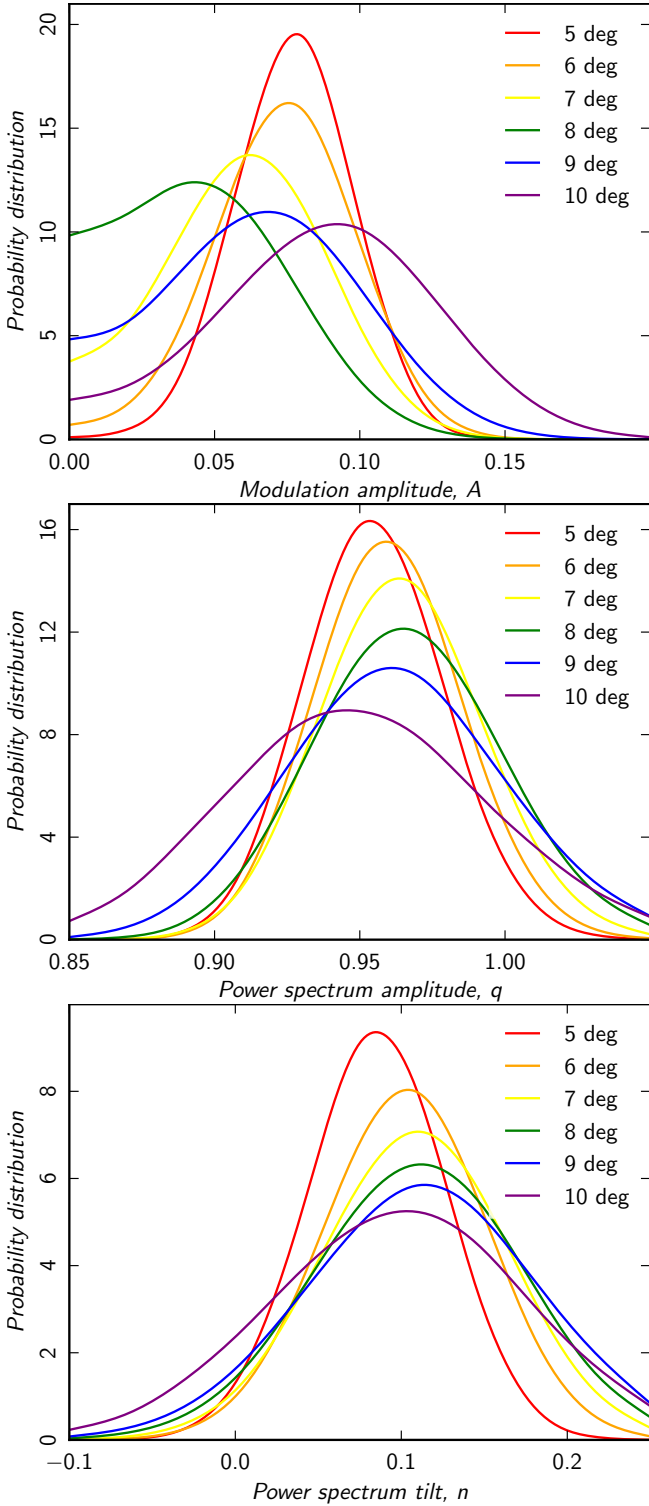 20
15
10
5
0
Probability distribution
5 deg
6 deg
7 deg
8 deg
9 deg
10 deg
0.00 0.05 0.10 0.15
Modulation amplitude, A
16
12
8
4
0
Probability distribution
5 deg
6 deg
7 deg
8 deg
9 deg
10 deg
0.85 0.90 0.95 1.00
Power spectrum amplitude, q
8
6
4
2
0
Probability distribution
5 deg
6 deg
7 deg
8 deg
9 deg
10 deg
−0.1 0.0 0.1 0.2
Power spectrum tilt, n